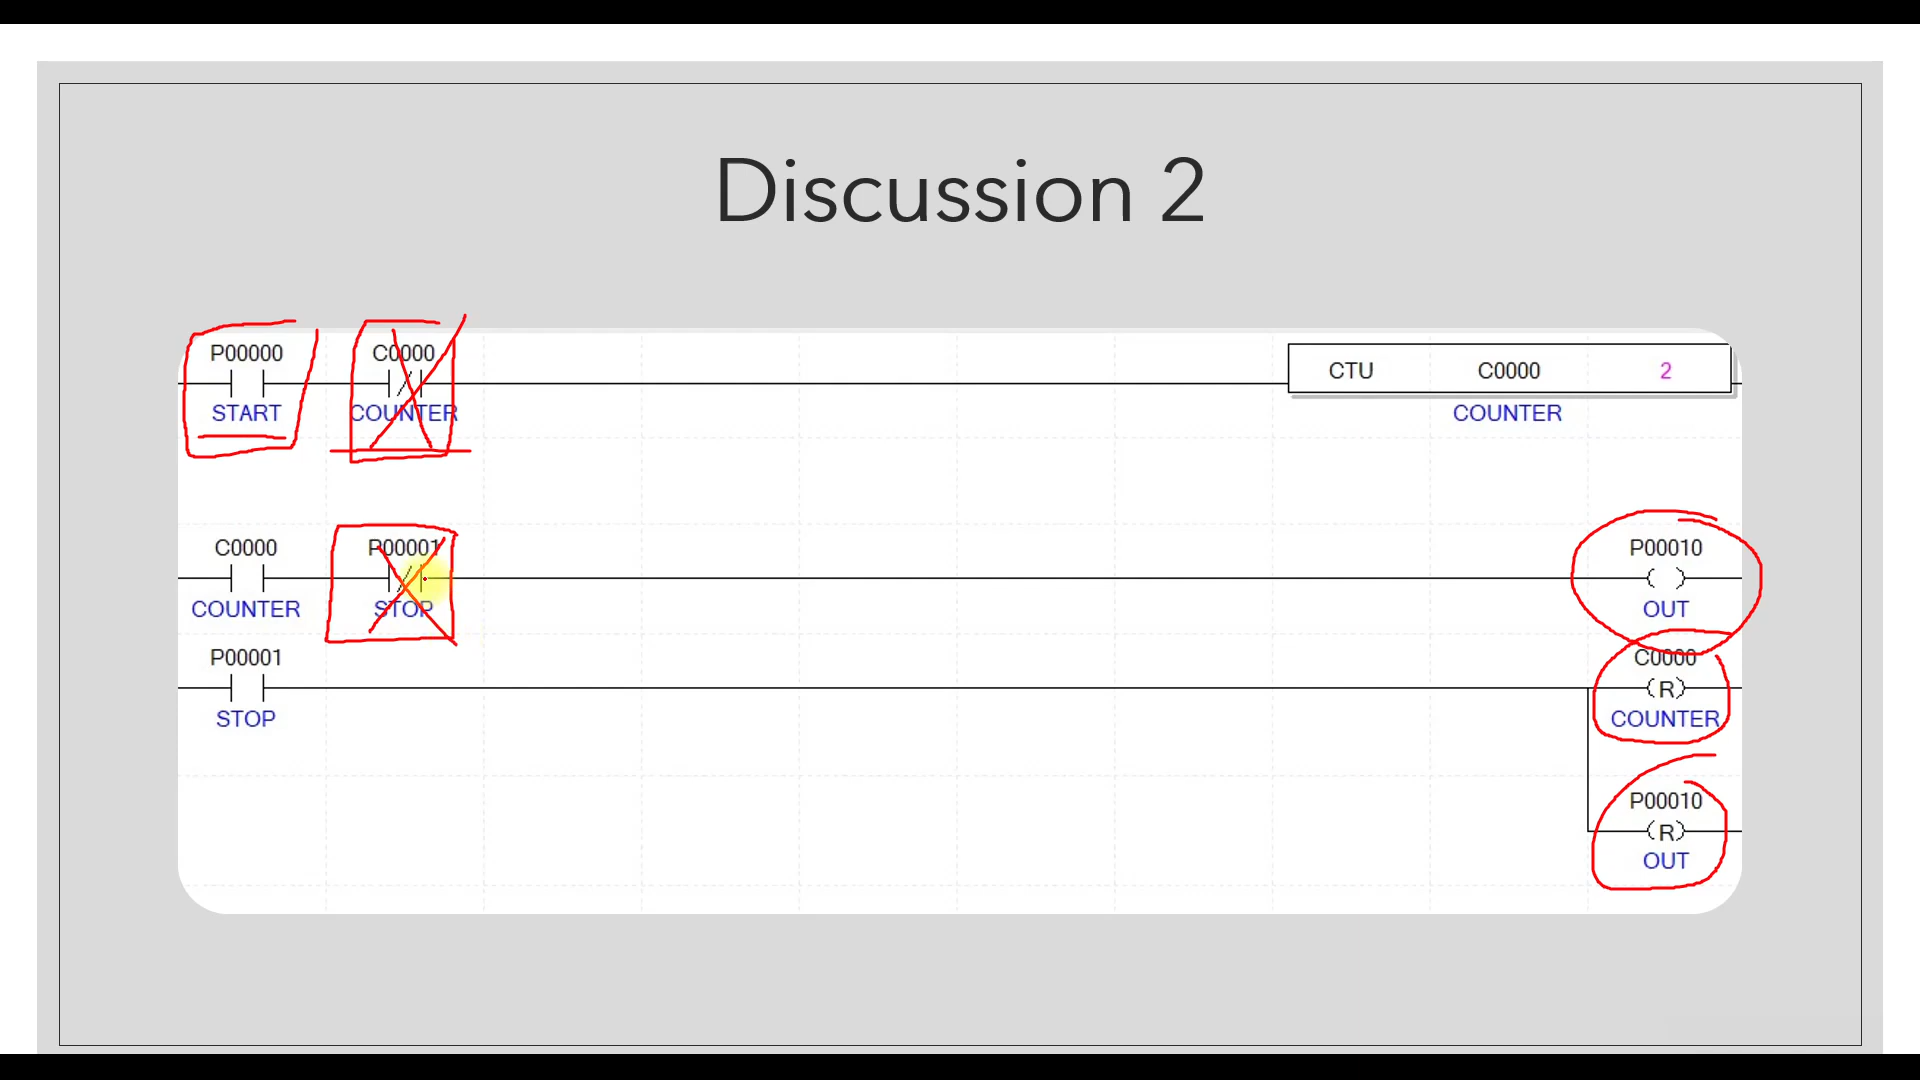 Discussion 2
P00000 C0000
CTU C0000 2
START COUNTER COUNTER
C0000 P00001 P00010
COUNTER STOP OUT
P00001 C0000
R
STOP COUNTER
P00010
R
OUT